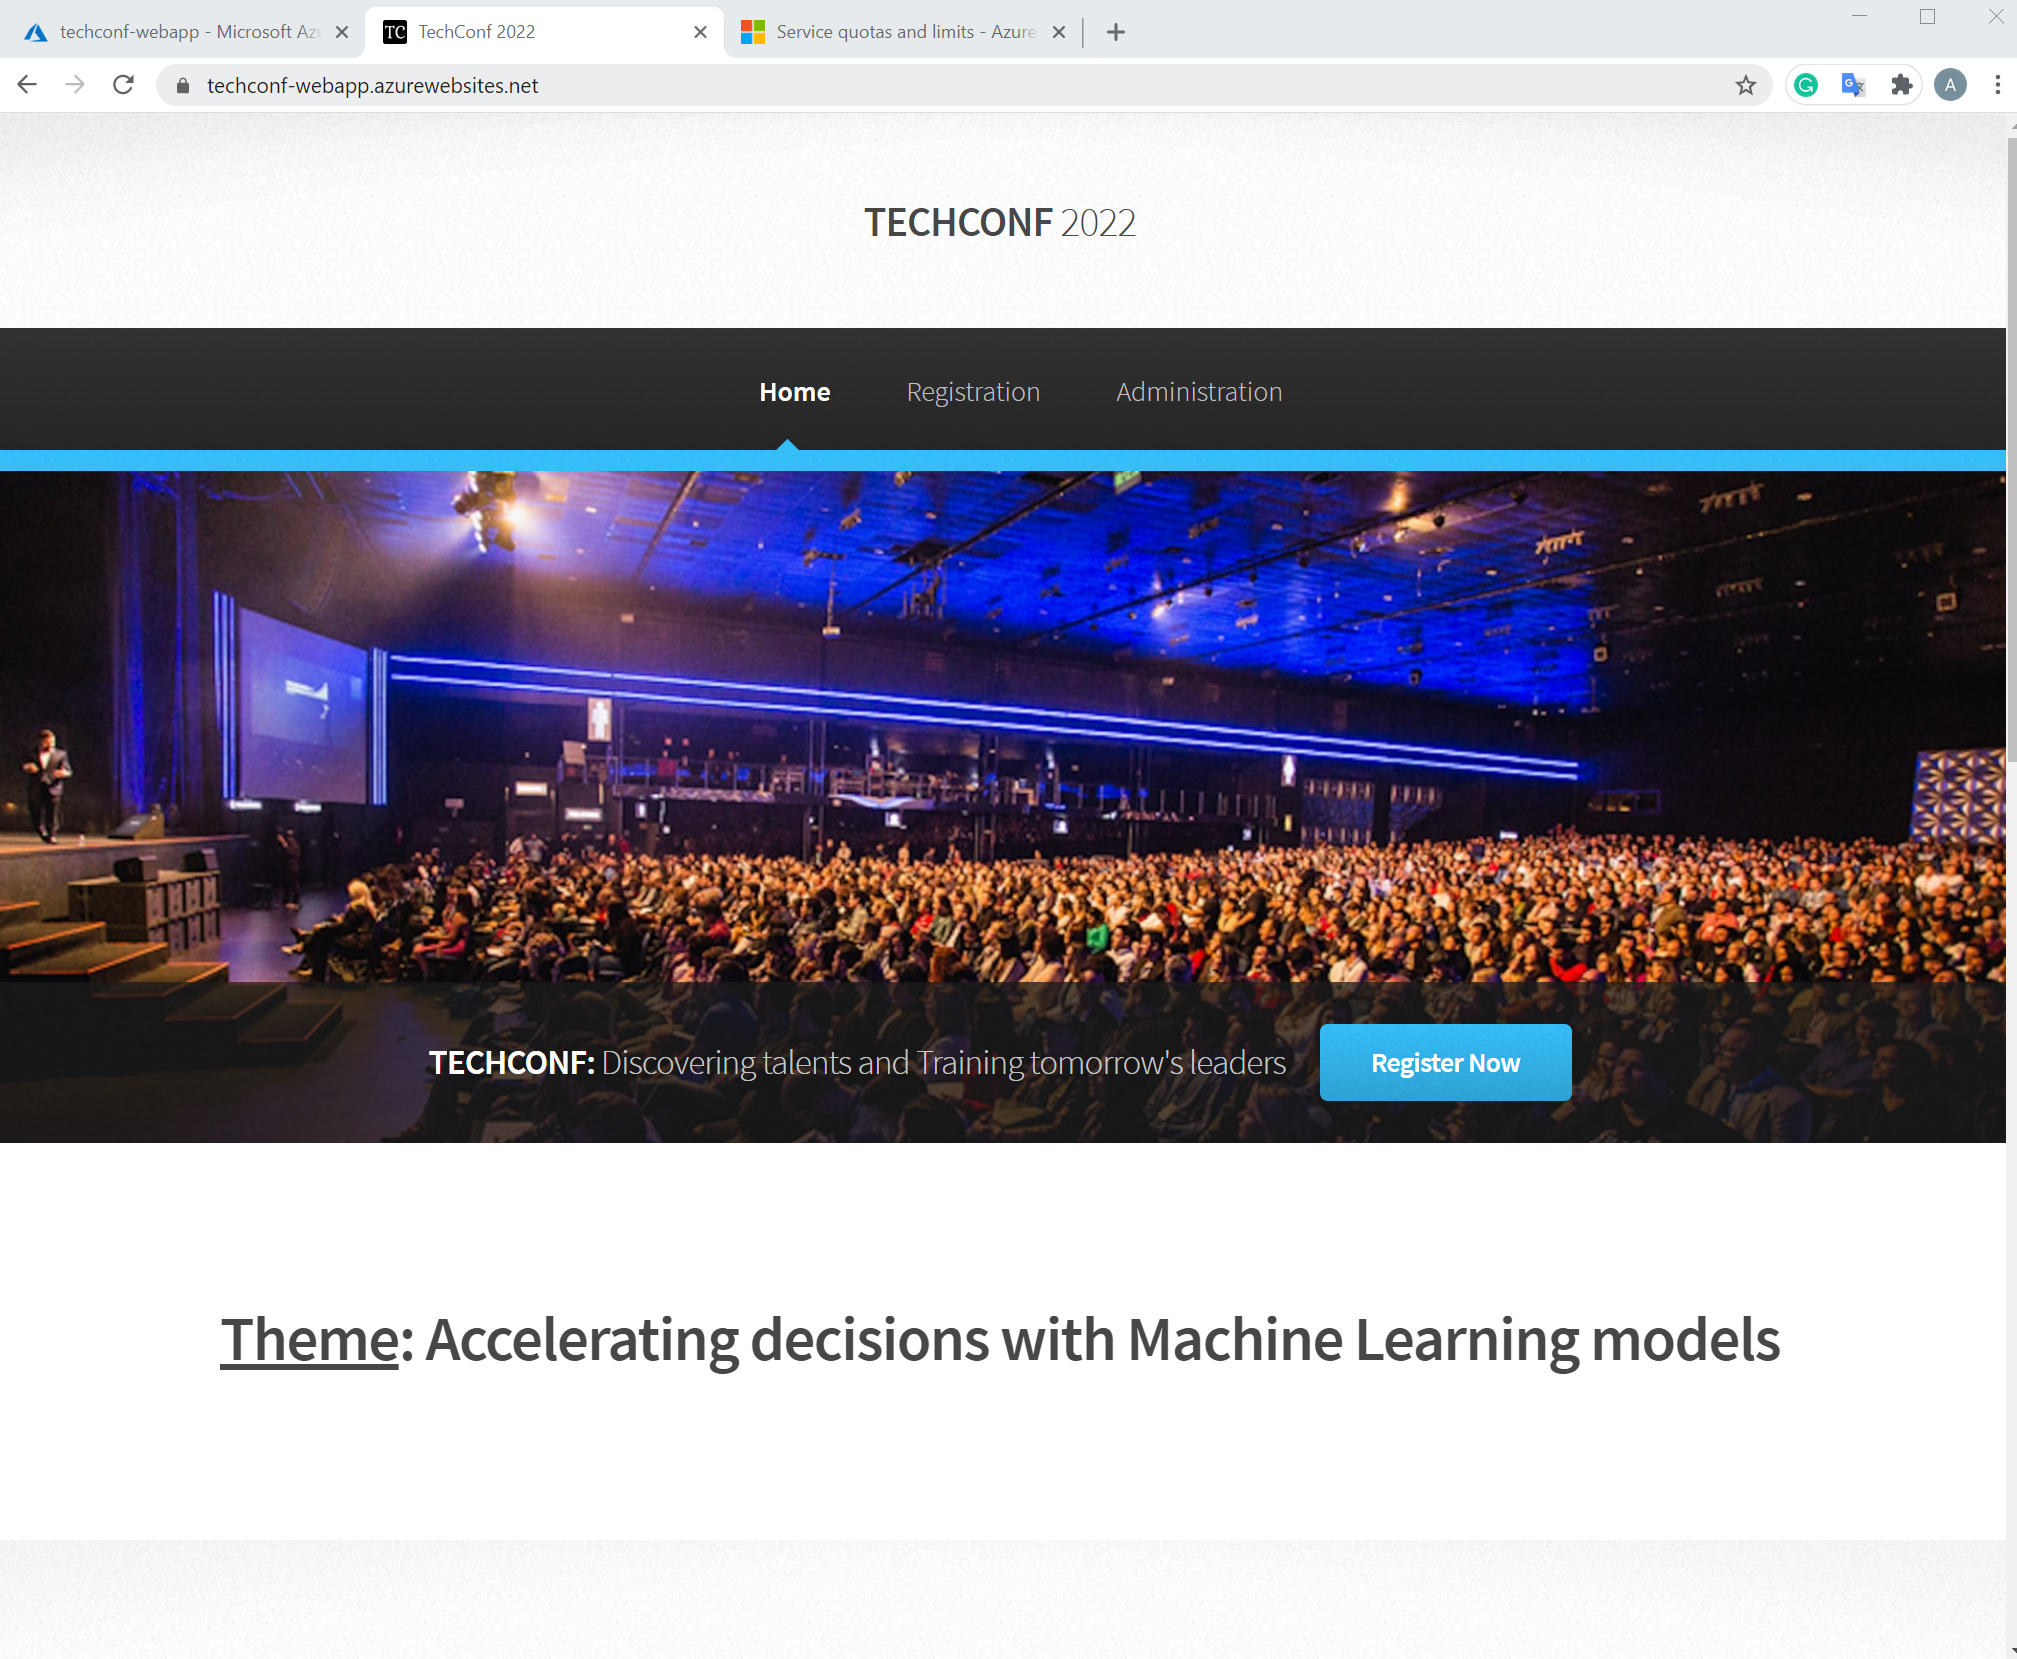 techconf-webapp - Microsoft Az
TC TechConf 2022
Service quotas and limits - Azure
techconf-webapp.azurewebsites.net
A
TECHCONF 2022
Home Registration Administration
TECHCONF: Discovering talents and Training tomorrow's leaders
Register Now
Theme: Accelerating decisions with Machine Learning models